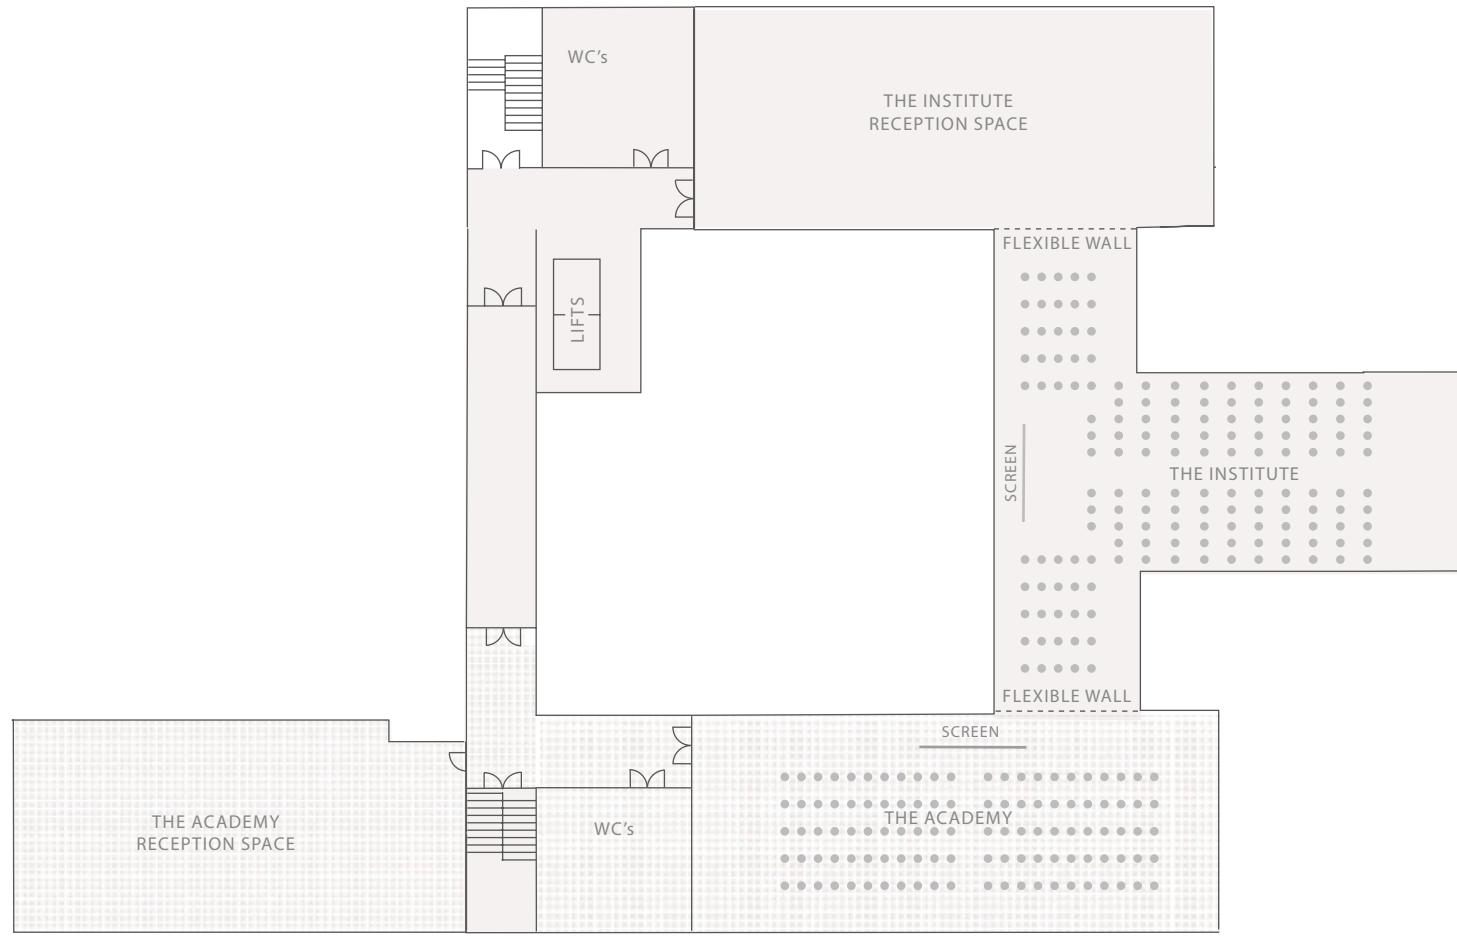 WC's
THE INSTITUTE
RECEPTION SPACE
FLEXIBLE WALL
LIFTS
SCREEN
THE INSTITUTE
FLEXIBLE WALL
SCREEN
THE ACADEMY
THE ACADEMY
RECEPTION SPACE
WC's